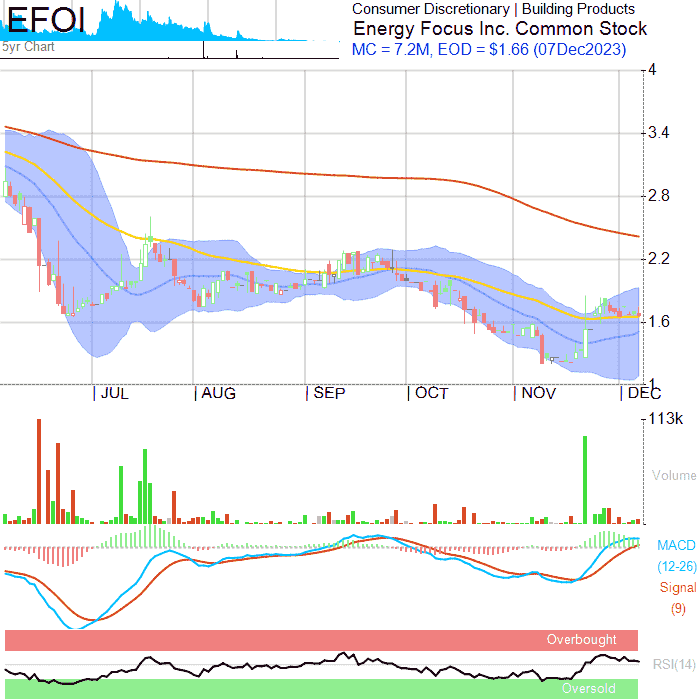 EFOI
5yr Chart
Consumer Discretionary | Building Products
Energy Focus Inc. Common Stock
MC = 7.2M, EOD = $1.66 (07Dec2023)
4
3.4
2.8
2.2
1.6
1
JUL AUG SEP OCT NOV DEC
113k
Volume
MACD
(12-26)
Signal
(9)
Overbought
RSI(14)
Oversold